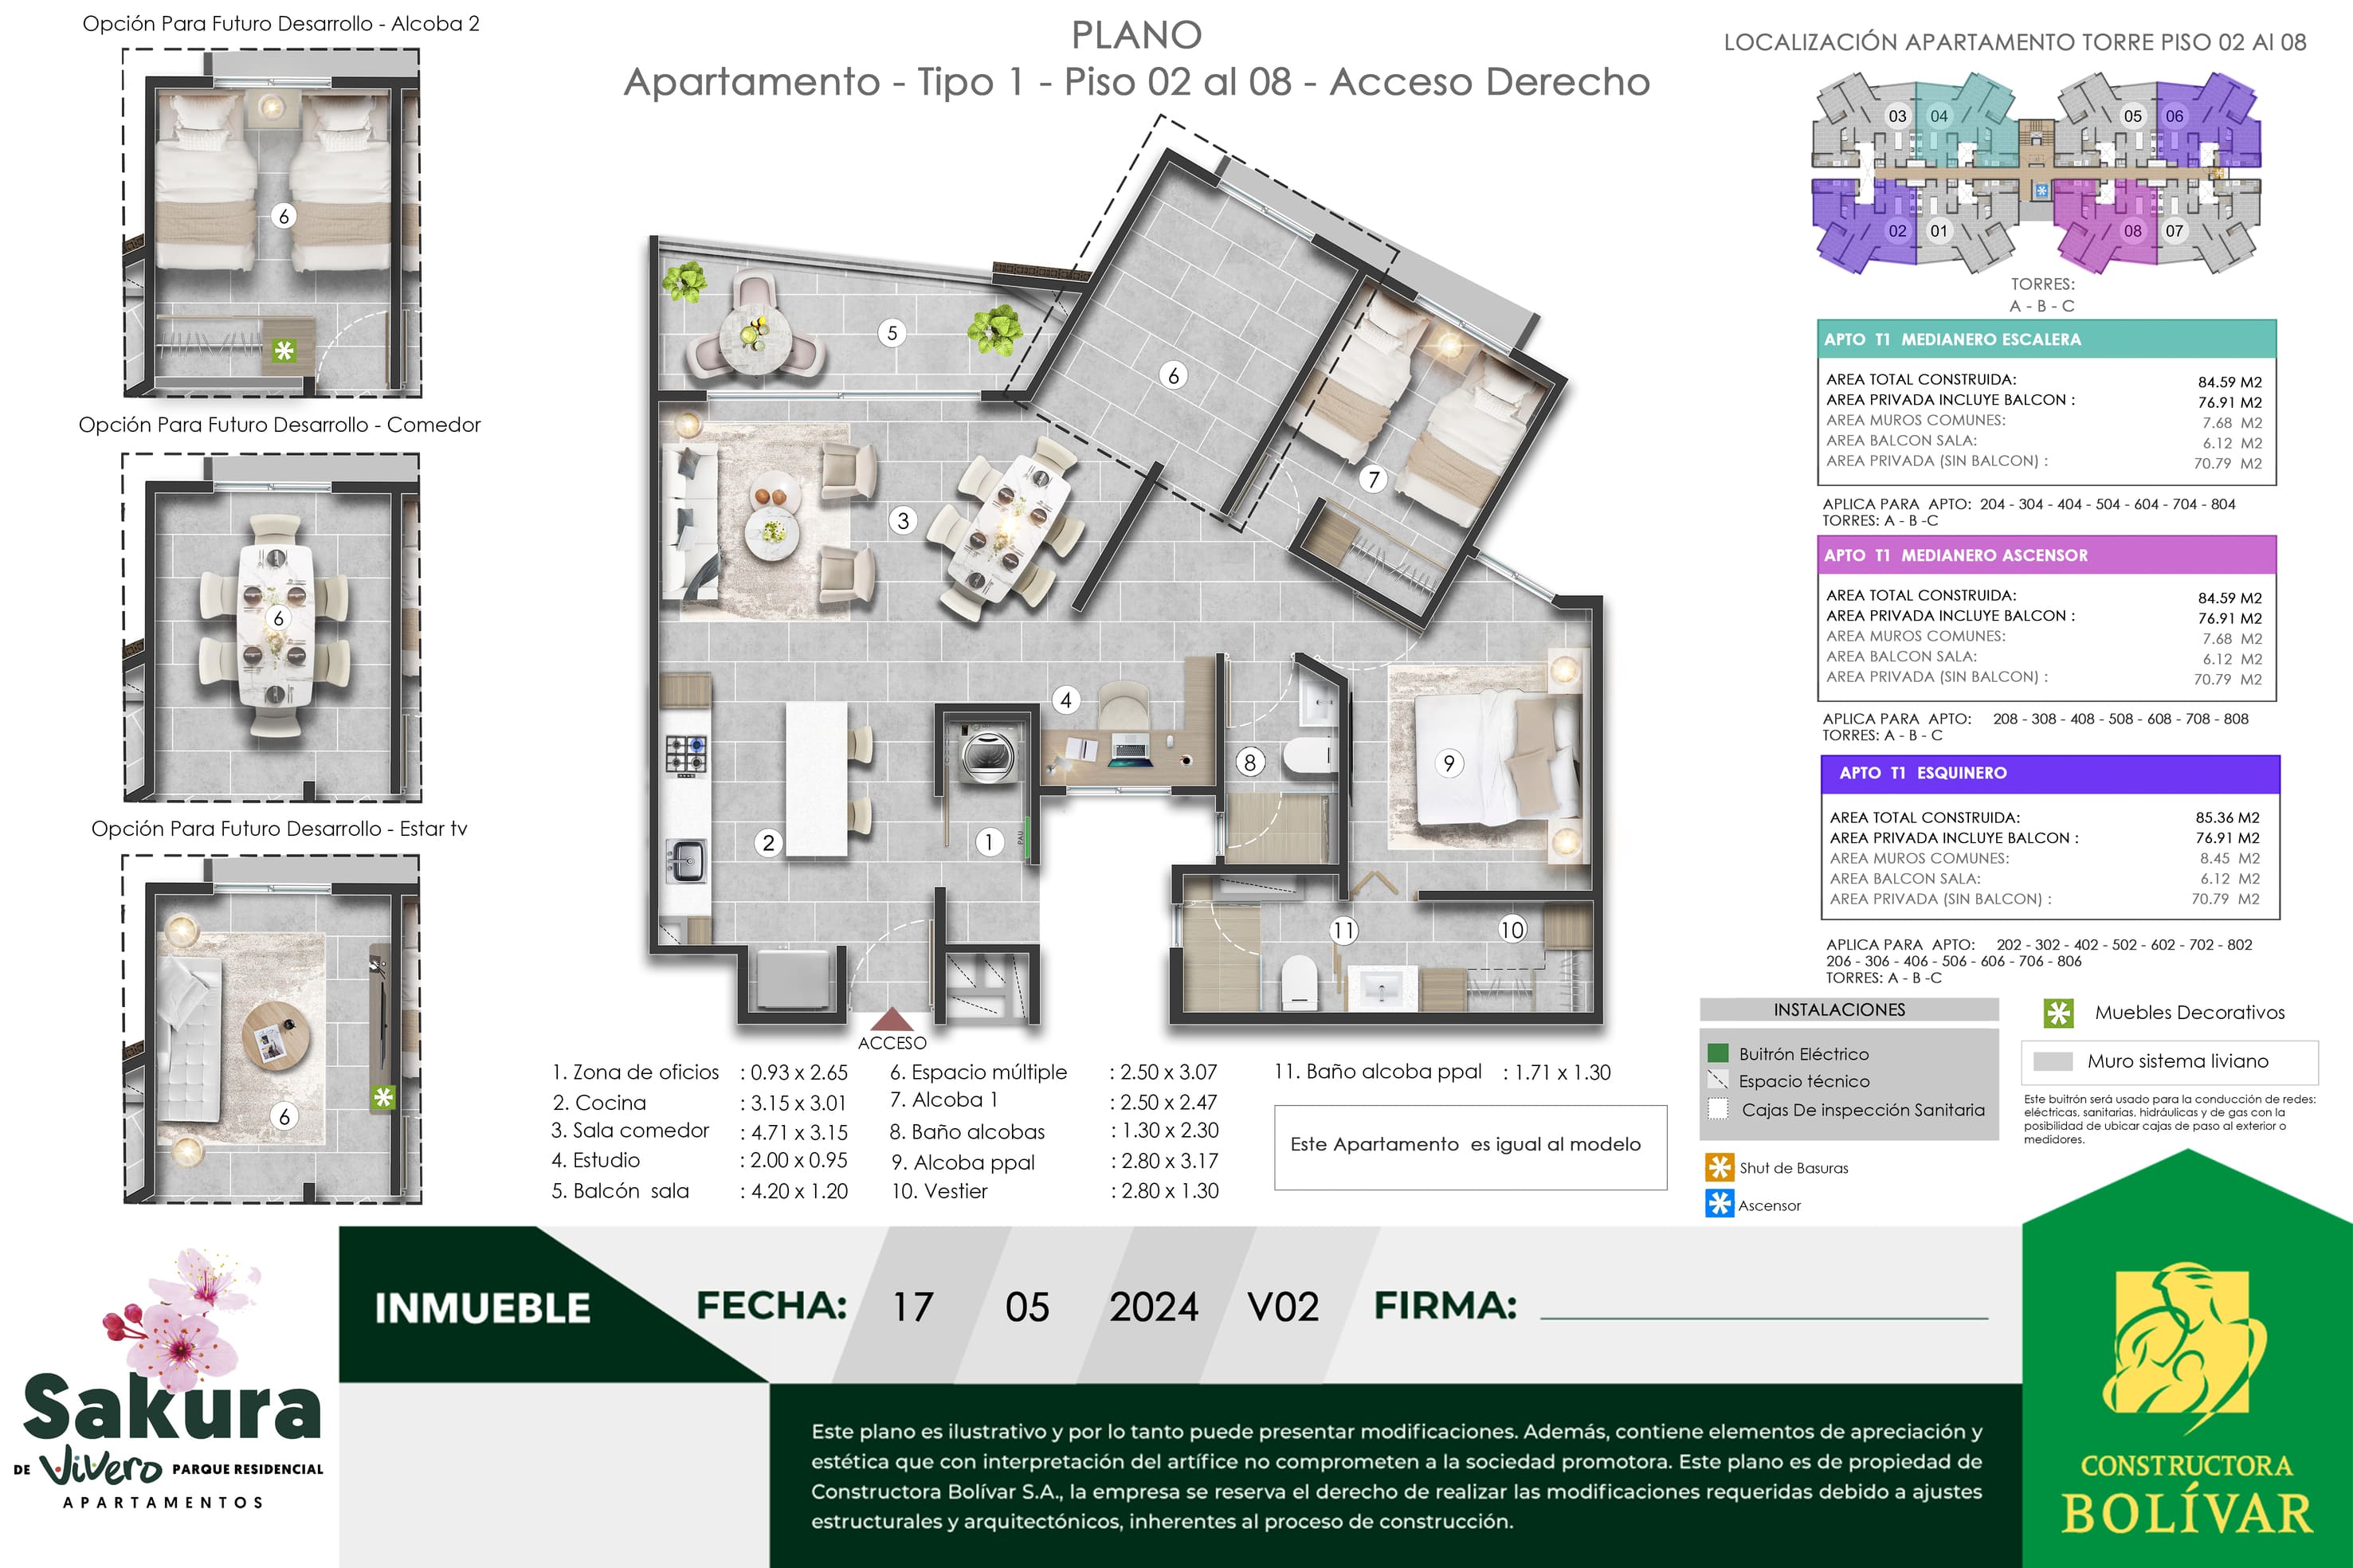 Opción Para Futuro Desarrollo - Alcoba 2
6
Opción Para Futuro Desarrollo - Comedor
6
Opción Para Futuro Desarrollo - Estar tv
6
PLANO
Apartamento - Tipo 1 - Piso 02 al 08 - Acceso Derecho
5
6
7
3
4
8
9
2
1
PAU
11
10
ACCESO
1. Zona de oficios : 0.93 x 2.65
2. Cocina : 3.15 x 3.01
3. Sala comedor : 4.71 x 3.15
4. Estudio : 2.00 x 0.95
5. Balcón sala : 4.20 x 1.20
6. Espacio múltiple : 2.50 x 3.07
7. Alcoba 1 : 2.50 x 2.47
8. Baño alcobas : 1.30 x 2.30
9. Alcoba ppal : 2.80 x 3.17
10. Vestier : 2.80 x 1.30
11. Baño alcoba ppal : 1.71 x 1.30
Este Apartamento es igual al modelo
LOCALIZACIÓN APARTAMENTO TORRE PISO 02 Al 08
03 04 05 06
02 01 08 07
TORRES:
A - B - C
APTO T1 MEDIANERO ESCALERA
AREA TOTAL CONSTRUIDA: 84.59 M2
AREA PRIVADA INCLUYE BALCON : 76.91 M2
AREA MUROS COMUNES: 7.68 M2
AREA BALCON SALA: 6.12 M2
AREA PRIVADA (SIN BALCON) : 70.79 M2
APLICA PARA APTO: 204 - 304 - 404 - 504 - 604 - 704 - 804
TORRES: A - B -C
APTO T1 MEDIANERO ASCENSOR
AREA TOTAL CONSTRUIDA: 84.59 M2
AREA PRIVADA INCLUYE BALCON : 76.91 M2
AREA MUROS COMUNES: 7.68 M2
AREA BALCON SALA: 6.12 M2
AREA PRIVADA (SIN BALCON) : 70.79 M2
APLICA PARA APTO: 208 - 308 - 408 - 508 - 608 - 708 - 808
TORRES: A - B - C
APTO T1 ESQUINERO
AREA TOTAL CONSTRUIDA: 85.36 M2
AREA PRIVADA INCLUYE BALCON : 76.91 M2
AREA MUROS COMUNES: 8.45 M2
AREA BALCON SALA: 6.12 M2
AREA PRIVADA (SIN BALCON) : 70.79 M2
APLICA PARA APTO: 202 - 302 - 402 - 502 - 602 - 702 - 802
206 - 306 - 406 - 506 - 606 - 706 - 806
TORRES: A - B -C
INSTALACIONES
Buitrón Eléctrico
Espacio técnico
Cajas De inspección Sanitaria
Shut de Basuras
Ascensor
Muebles Decorativos
Muro sistema liviano
Este buitrón será usado para la conducción de redes:
eléctricas, sanitarias, hidráulicas y de gas con la
posibilidad de ubicar cajas de paso al exterior o
medidores.
Sakura
DE Vivero PARQUE RESIDENCIAL
APARTAMENTOS
INMUEBLE
FECHA: 17 05 2024 V02 FIRMA:
Este plano es ilustrativo y por lo tanto puede presentar modificaciones. Además, contiene elementos de apreciación y
estética que con interpretación del artífice no comprometen a la sociedad promotora. Este plano es de propiedad de
Constructora Bolívar S.A., la empresa se reserva el derecho de realizar las modificaciones requeridas debido a ajustes
estructurales y arquitectónicos, inherentes al proceso de construcción.
CONSTRUCTORA
BOLÍVAR